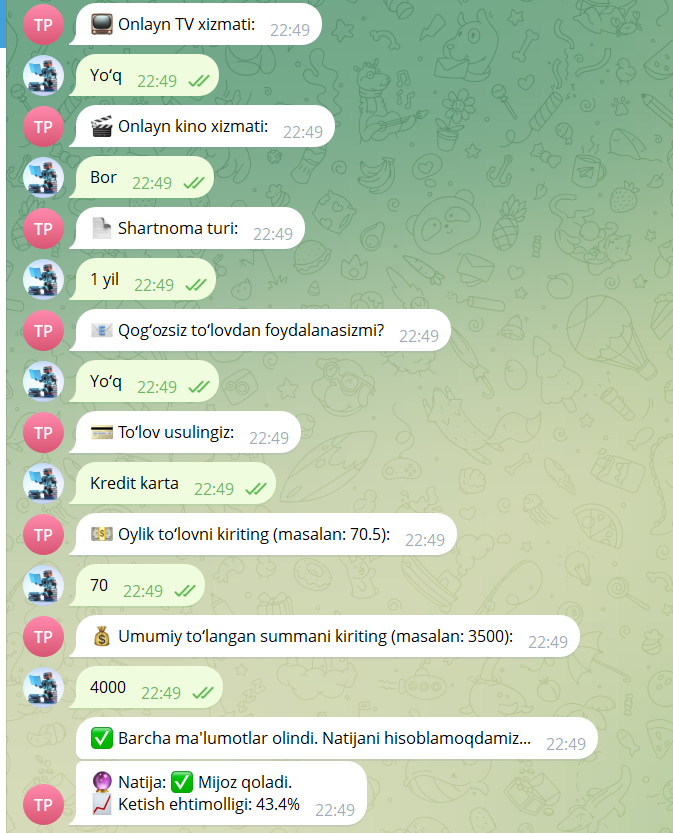 TP
📺 Onlayn TV xizmati: 22:49
Yo‘q 22:49
TP
🎬 Onlayn kino xizmati: 22:49
Bor 22:49
TP
📄 Shartnoma turi: 22:49
1 yil 22:49
TP
📧 Qog‘ozsiz to‘lovdan foydalanasizmi? 22:49
Yo‘q 22:49
TP
💳 To‘lov usulingiz: 22:49
Kredit karta 22:49
TP
💵 Oylik to‘lovni kiriting (masalan: 70.5): 22:49
70 22:49
TP
💰 Umumiy to‘langan summani kiriting (masalan: 3500): 22:49
4000 22:49
✅ Barcha ma'lumotlar olindi. Natijani hisoblamoqdamiz... 22:49
🔮 Natija: ✅ Mijoz qoladi.
TP
📈 Ketish ehtimolligi: 43.4% 22:49